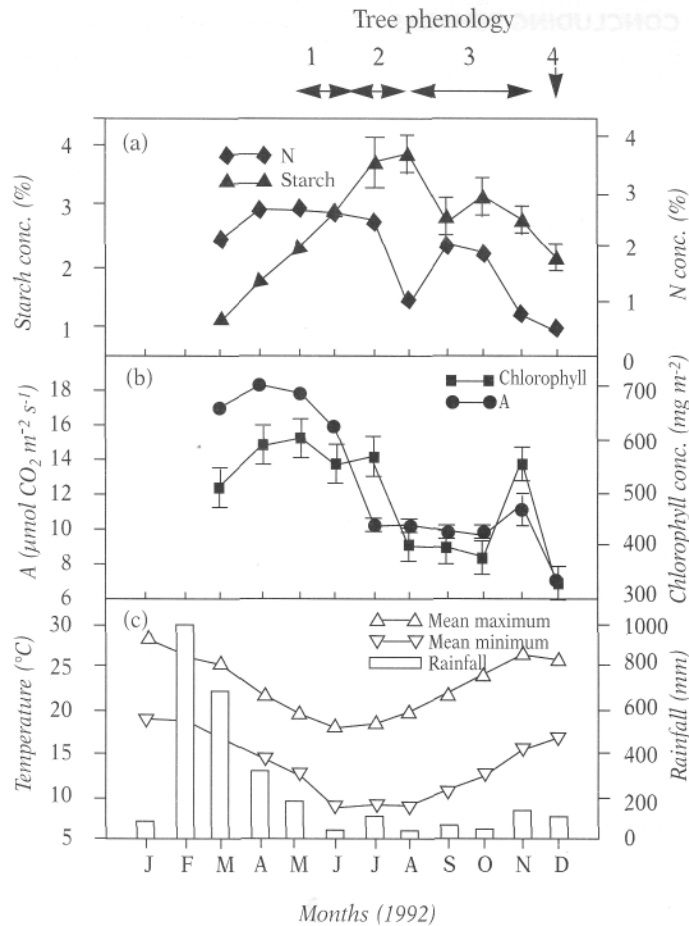 CONCLUDING
Tree phenology
1 2 3 4
(a)
N
Starch
4
3
2
1
Starch conc. (%)
4
3
2
1
0
N conc. (%)
(b)
Chlorophyll
A
18
16
14
12
10
8
6
A (µmol CO₂ m⁻² s⁻¹)
700
600
500
400
300
Chlorophyll conc. (mg m⁻²)
(c)
Mean maximum
Mean minimum
Rainfall
30
25
20
15
10
5
Temperature (°C)
1000
800
600
400
200
0
Rainfall (mm)
J F M A M J J A S O N D
Months (1992)